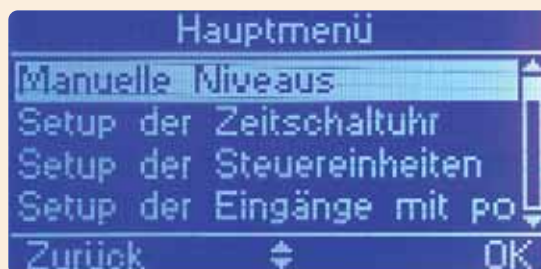 Hauptmenü
Manuelle Niveaus
Setup der Zeitschaltuhr
Setup der Steuereinheiten
Setup der Eingänge mit po
Zurück OK